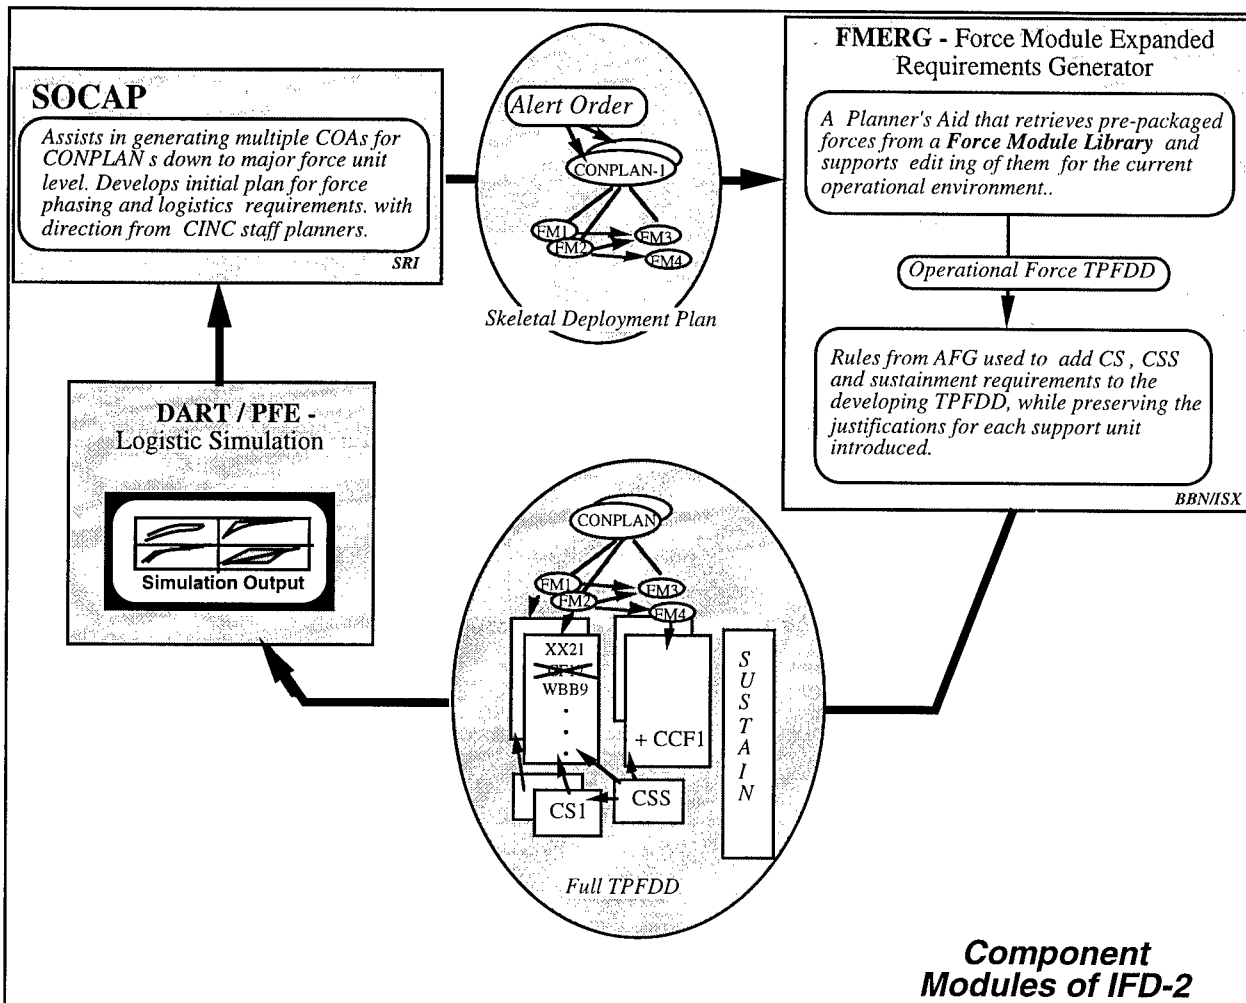 SOCAP
Assists in generating multiple COAs for
CONPLAN s down to major force unit
level. Develops initial plan for force
phasing and logistics requirements. with
direction from CINC staff planners.
SRI
Alert Order
CONPLAN-1
FM1
FM2
FM3
FM4
Skeletal Deployment Plan
FMERG - Force Module Expanded
Requirements Generator
A Planner's Aid that retrieves pre-packaged
forces from a Force Module Library and
supports edit ing of them for the current
operational environment..
Operational Force TPFDD
Rules from AFG used to add CS , CSS
and sustainment requirements to the
developing TPFDD, while preserving the
justifications for each support unit
introduced.
BBN/ISX
DART / PFE -
Logistic Simulation
Simulation Output
CONPLAN
FM1
FM2
FM3
FM4
XX21
WBB9
+ CCF1
CS1
CSS
SUSTAIN
Full TPFDD
Component
Modules of IFD-2